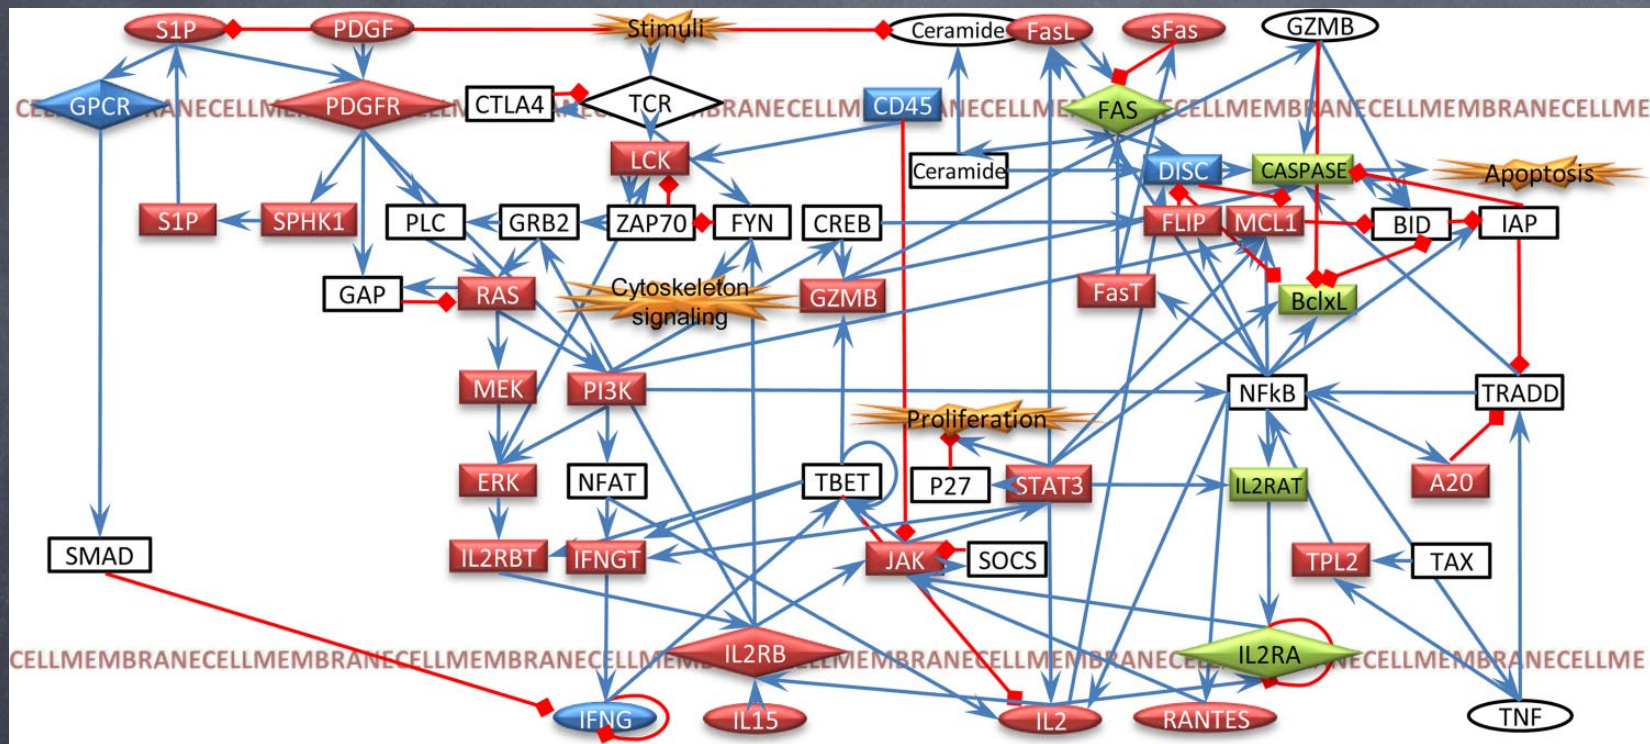 S1P
PDGF
Stimuli
Ceramide
FasL
sFas
GZMB
GPCR
PDGFR
CTLA4
TCR
CD45
FAS
LCK
Ceramide
DISC
CASPASE
Apoptosis
S1P
SPHK1
PLC
GRB2
ZAP70
FYN
CREB
FLIP
MCL1
BID
IAP
GAP
RAS
Cytoskeleton
signaling
GZMB
FasT
BclxL
MEK
PI3K
NFkB
TRADD
Proliferation
ERK
NFAT
TBET
P27
STAT3
IL2RAT
A20
SMAD
IL2RBT
IFNGT
JAK
SOCS
TPL2
TAX
IL2RB
IL2RA
CELLMEMBRANECELLMEMBRANECELLMEMBRANECELLM
IFNG
IL15
IL2
RANTES
TNF